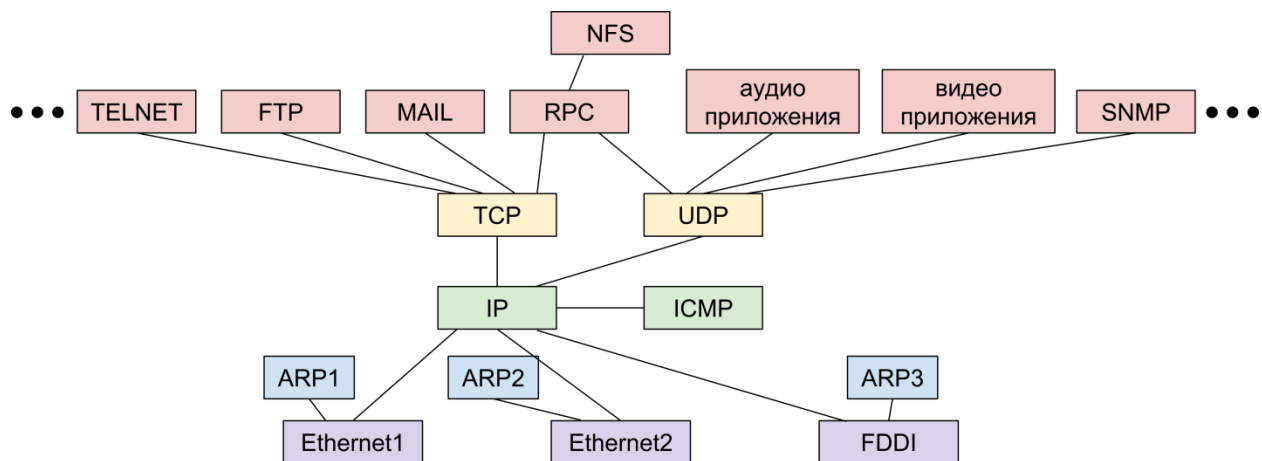 NFS
TELNET
FTP
MAIL
RPC
аудио
приложения
видео
приложения
SNMP
TCP
UDP
IP
ICMP
ARP1
ARP2
ARP3
Ethernet1
Ethernet2
FDDI